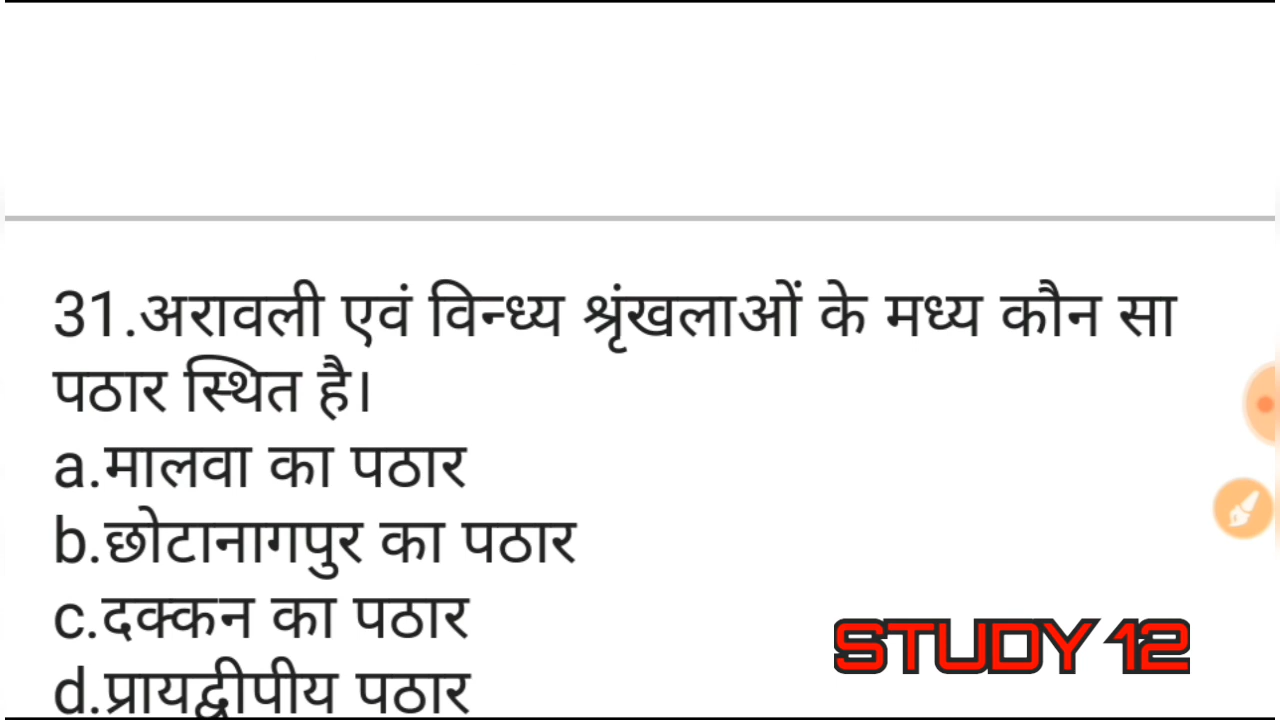 31.अरावली एवं विन्ध्य श्रृंखलाओं के मध्य कौन सा
पठार स्थित है।
a.मालवा का पठार
b.छोटानागपुर का पठार
c.दक्कन का पठार
d.प्रायद्वीपीय पठार
STUDY 12